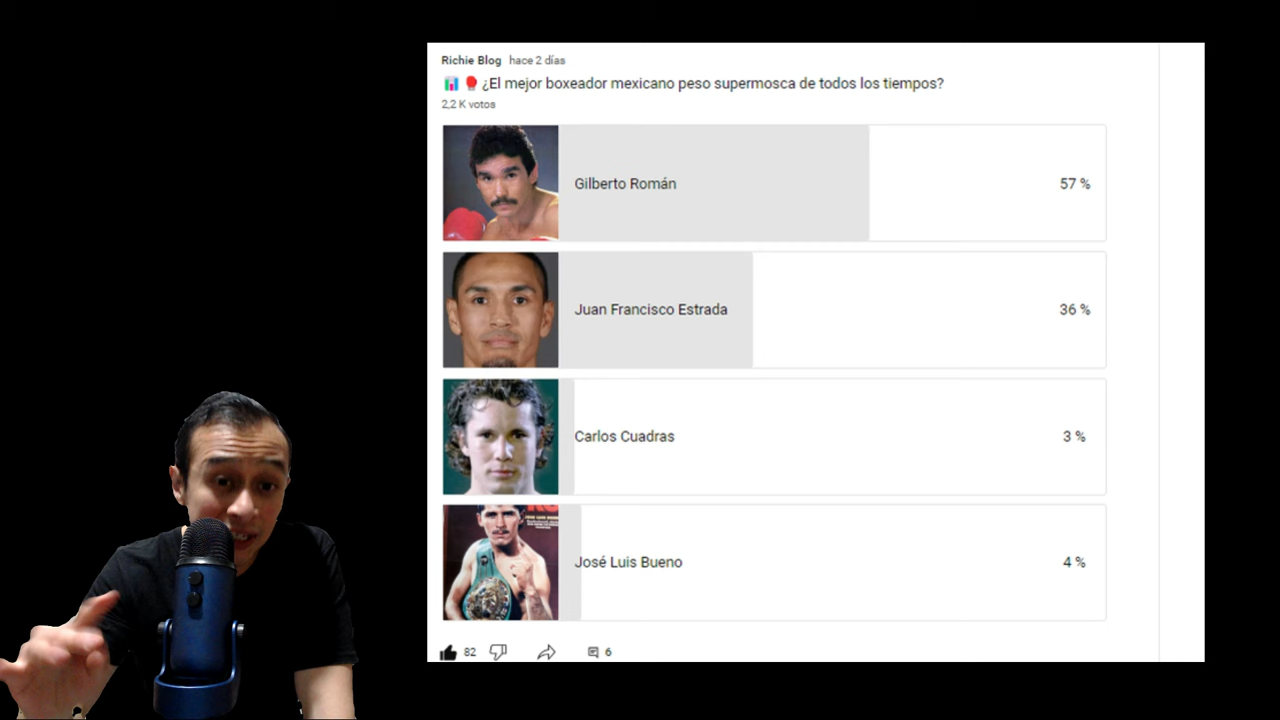 Richie Blog hace 2 días
📊 🥊 ¿El mejor boxeador mexicano peso supermosca de todos los tiempos?
2,2 K votos
Gilberto Román 57 %
Juan Francisco Estrada 36 %
Carlos Cuadras 3 %
José Luis Bueno 4 %
82 6